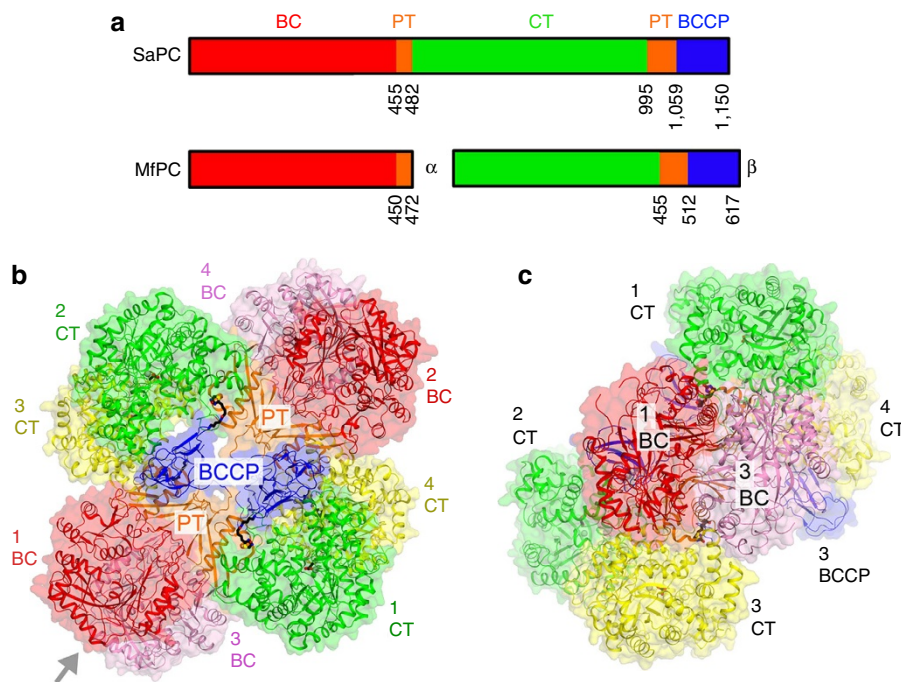 a
BC PT CT PT BCCP
SaPC
455 482 995 1,059 1,150
MfPC α β
450 472 455 512 617
b
4
BC
2
CT
2
BC
PT
3
CT
BCCP
4
CT
PT
1
BC
1
CT
3
BC
c
1
CT
1
BC
4
CT
2
CT
3
BC
3
BCCP
3
CT